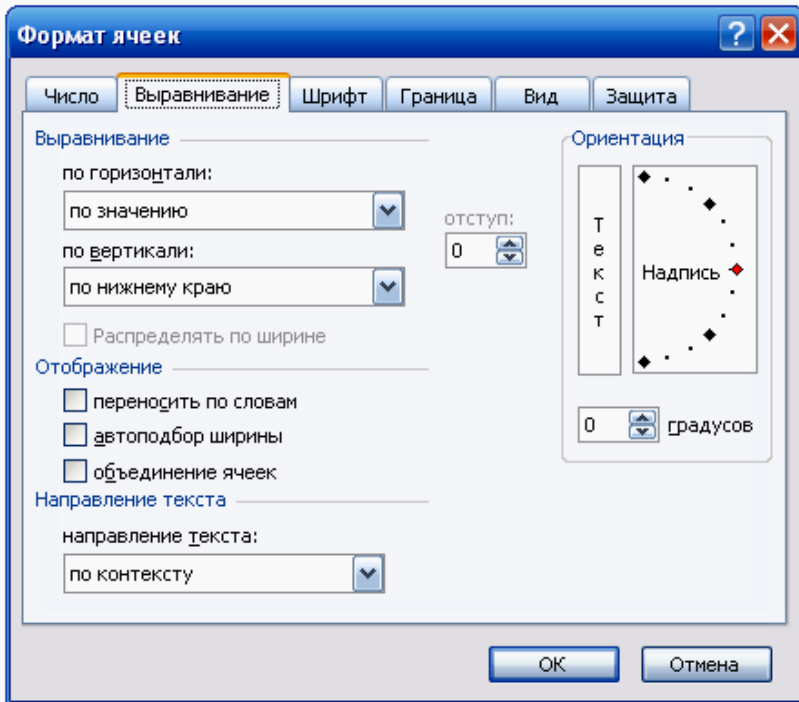 Формат ячеек
Число Выравнивание Шрифт Граница Вид Защита
Выравнивание
по горизонтали:
по значению
отступ:
0
по вертикали:
по нижнему краю
Распределять по ширине
Отображение
переносить по словам
автоподбор ширины
объединение ячеек
Направление текста
направление текста:
по контексту
Ориентация
Текст
Надпись
0 градусов
ОК Отмена